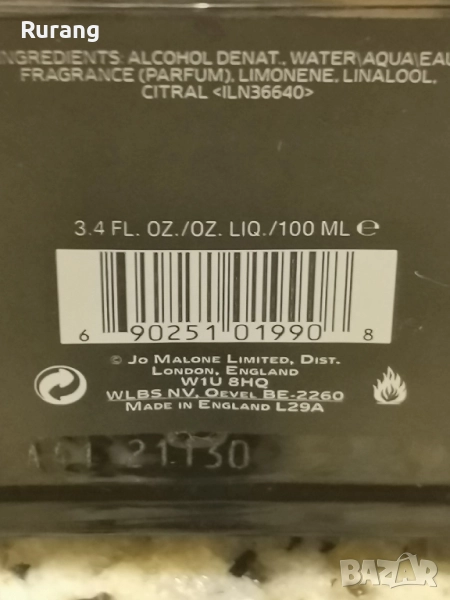 Rurang
INGREDIENTS: ALCOHOL DENAT., WATER\AQUA\EAU,
FRAGRANCE (PARFUM), LIMONENE, LINALOOL,
CITRAL <ILN36640>
3.4 FL. OZ./OZ. LIQ./100 ML ℮
6 90251 01990 8
© JO MALONE LIMITED, DIST.
LONDON, ENGLAND
W1U 8HQ
WLBS NV, OEVEL BE-2260
MADE IN ENGLAND L29A
21130
bazar